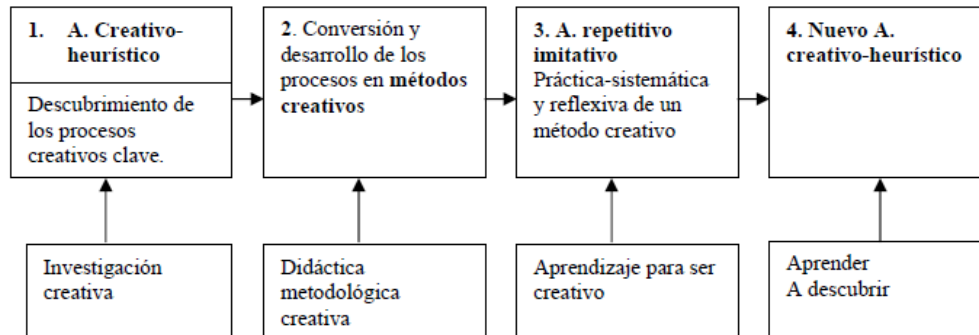 1. A. Creativo-
heurístico
Descubrimiento de
los procesos
creativos clave.
2. Conversión y
desarrollo de los
procesos en métodos
creativos
3. A. repetitivo
imitativo
Práctica-sistemática
y reflexiva de un
método creativo
4. Nuevo A.
creativo-heurístico
Investigación
creativa
Didáctica
metodológica
creativa
Aprendizaje para ser
creativo
Aprender
A descubrir